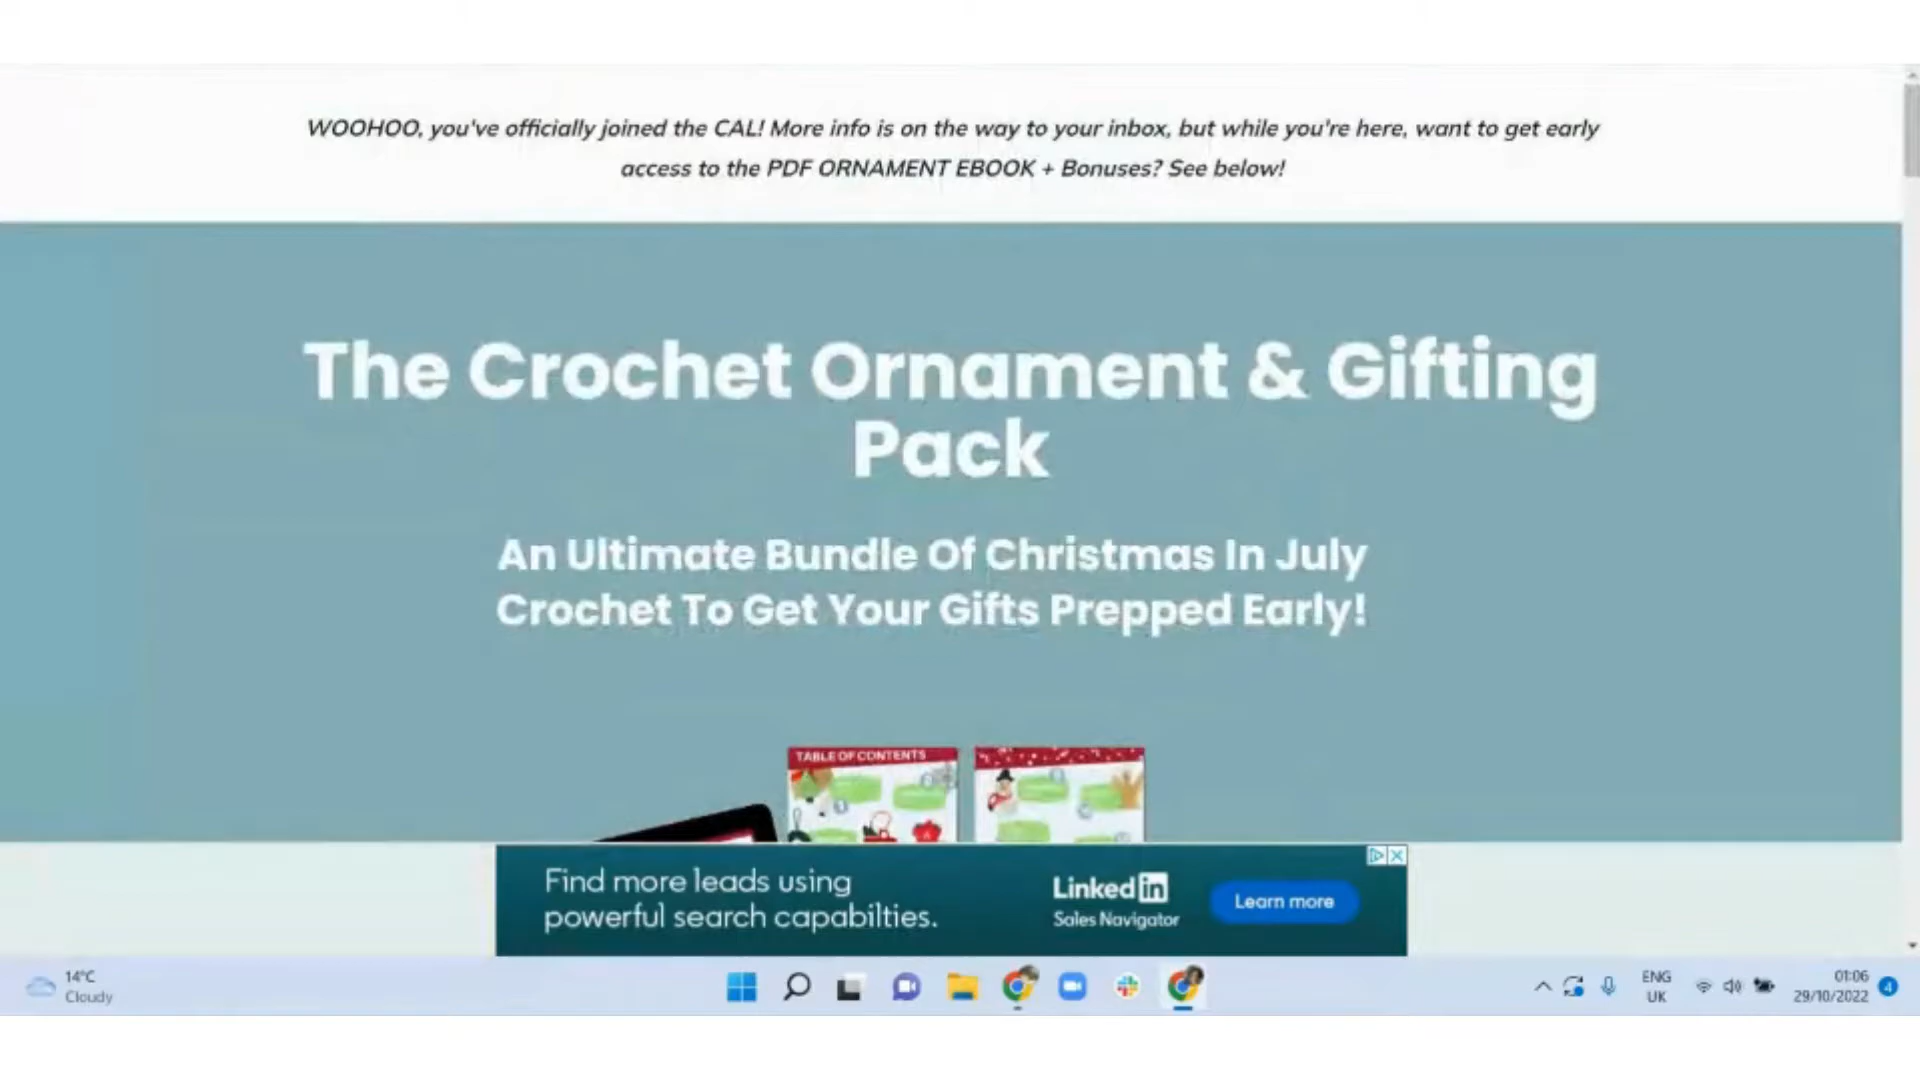 WOOHOO, you've officially joined the CAL! More info is on the way to your inbox, but while you're here, want to get early
access to the PDF ORNAMENT EBOOK + Bonuses? See below!
The Crochet Ornament & Gifting
Pack
An Ultimate Bundle Of Christmas In July
Crochet To Get Your Gifts Prepped Early!
TABLE OF CONTENTS
Find more leads using
powerful search capabilties.
Linked in
Sales Navigator
Learn more
14°C
Cloudy
ENG
UK
01:06
29/10/2022
4